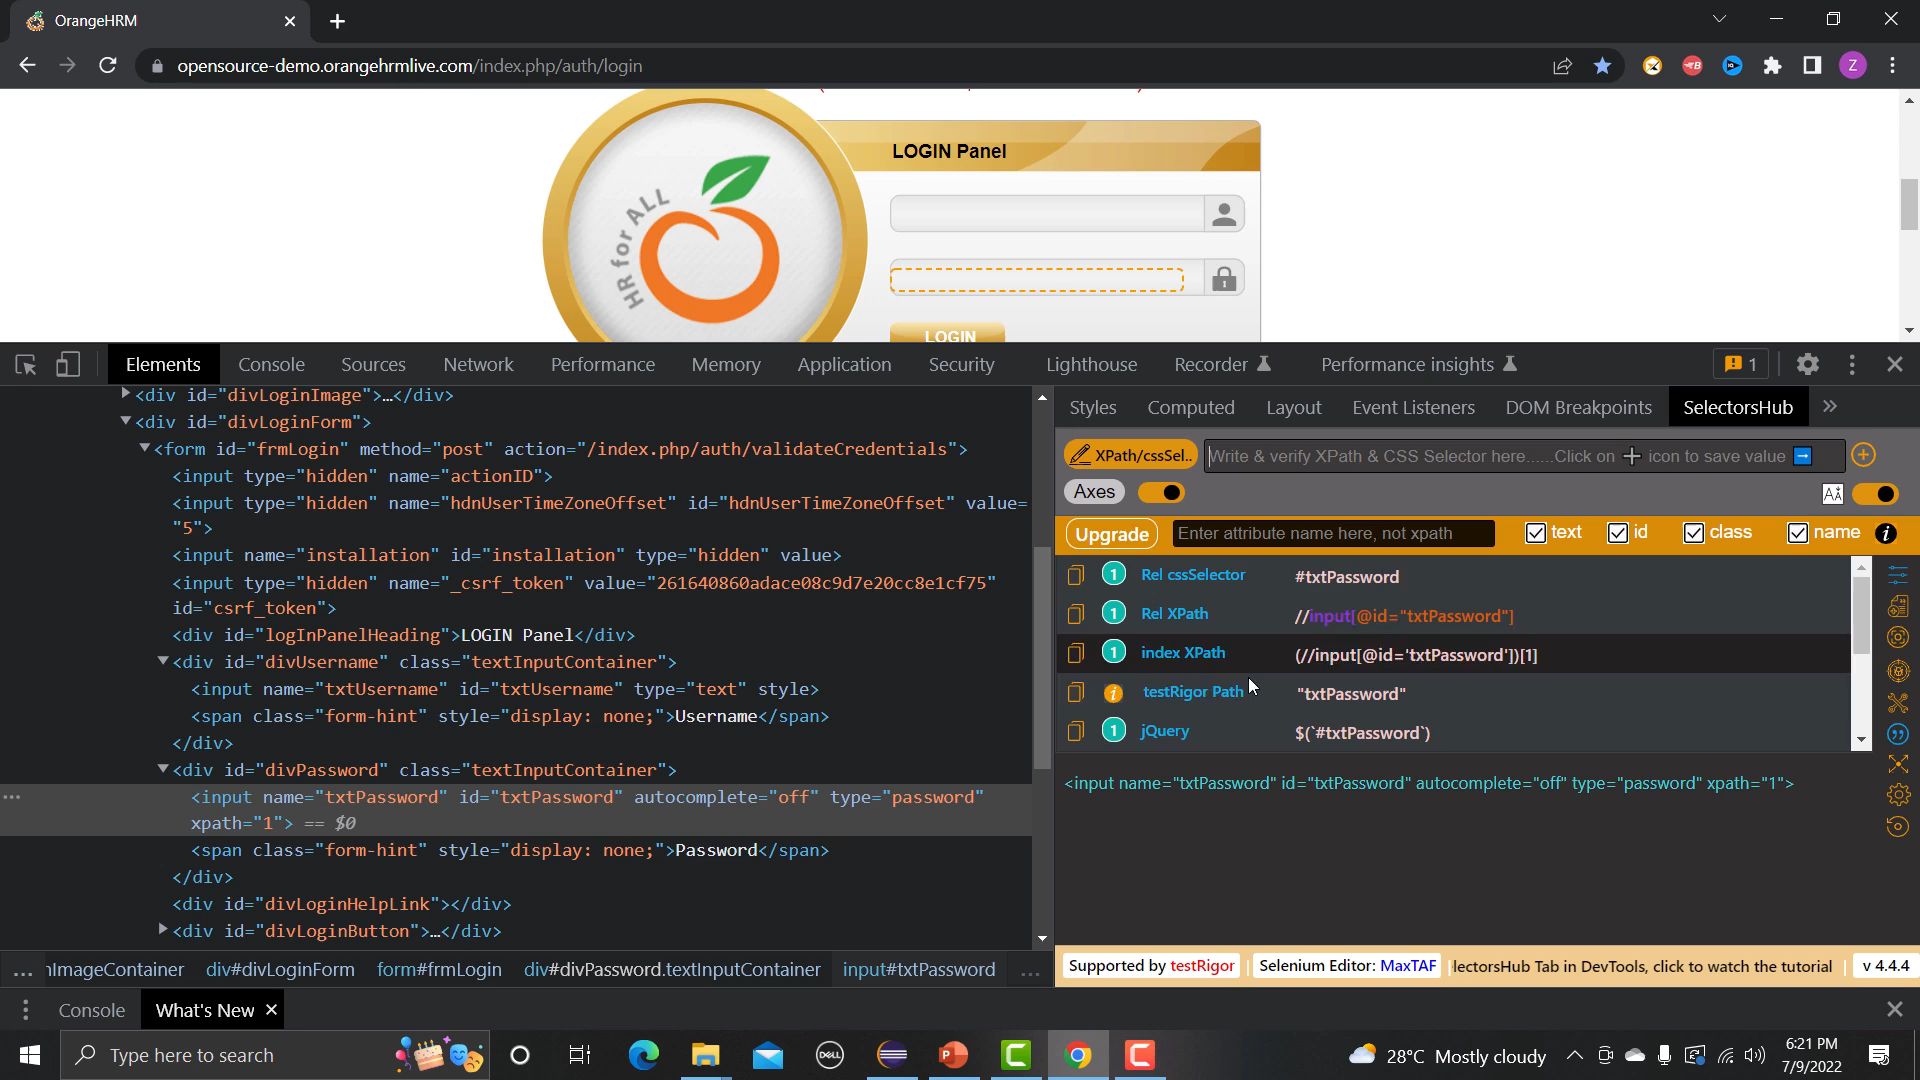 OrangeHRM
opensource-demo.orangehrmlive.com/index.php/auth/login
Z
HR for ALL
LOGIN Panel
LOGIN
Elements Console Sources Network Performance Memory Application Security Lighthouse Recorder Performance insights 1
<div id="divLoginImage">…</div>
<div id="divLoginForm">
<form id="frmLogin" method="post" action="/index.php/auth/validateCredentials">
<input type="hidden" name="actionID">
<input type="hidden" name="hdnUserTimeZoneOffset" id="hdnUserTimeZoneOffset" value=
"5">
<input name="installation" id="installation" type="hidden" value>
<input type="hidden" name="_csrf_token" value="261640860adace08c9d7e20cc8e1cf75"
id="csrf_token">
<div id="logInPanelHeading">LOGIN Panel</div>
<div id="divUsername" class="textInputContainer">
<input name="txtUsername" id="txtUsername" type="text" style>
<span class="form-hint" style="display: none;">Username</span>
</div>
<div id="divPassword" class="textInputContainer">
<input name="txtPassword" id="txtPassword" autocomplete="off" type="password"
xpath="1"> == $0
<span class="form-hint" style="display: none;">Password</span>
</div>
<div id="divLoginHelpLink"></div>
<div id="divLoginButton">…</div>
... ImageContainer div#divLoginForm form#frmLogin div#divPassword.textInputContainer input#txtPassword ...
Styles Computed Layout Event Listeners DOM Breakpoints SelectorsHub »
XPath/cssSel.. Write & verify XPath & CSS Selector here......Click on + icon to save value
Axes
Upgrade Enter attribute name here, not xpath text id class name i
1 Rel cssSelector #txtPassword
1 Rel XPath //input[@id="txtPassword"]
1 index XPath (//input[@id='txtPassword'])[1]
i testRigor Path "txtPassword"
1 jQuery $(`#txtPassword`)
<input name="txtPassword" id="txtPassword" autocomplete="off" type="password" xpath="1">
Supported by testRigor Selenium Editor: MaxTAF lectorsHub Tab in DevTools, click to watch the tutorial v 4.4.4
Console What's New
Type here to search
DELL
28°C Mostly cloudy
6:21 PM
7/9/2022